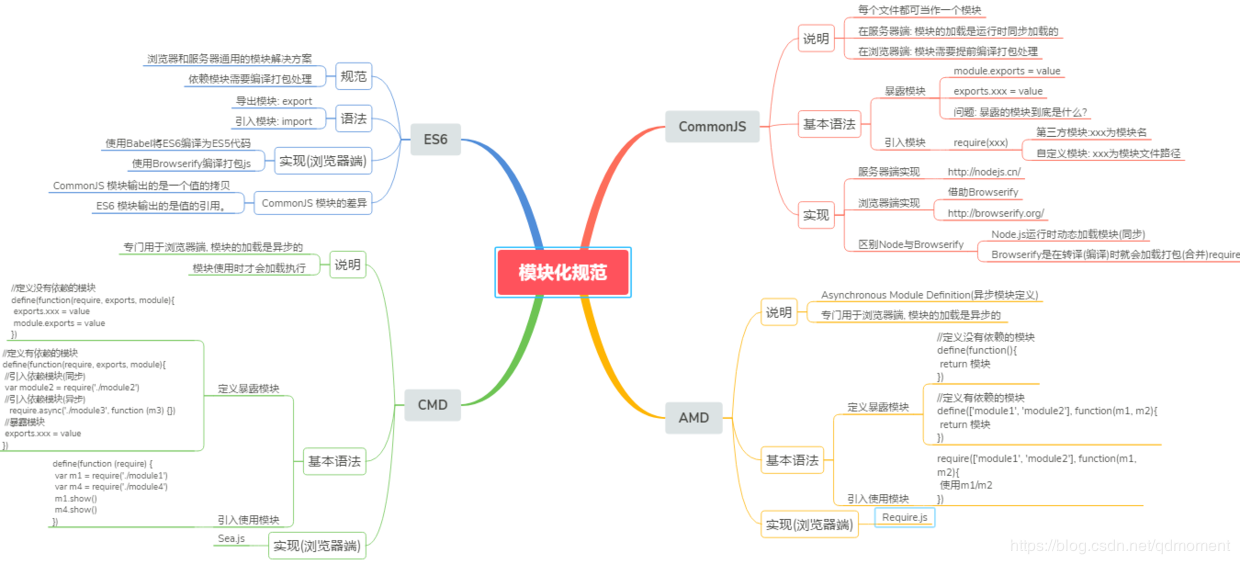 模块化规范
CommonJS
说明
每个文件都可当作一个模块
在服务器端: 模块的加载是运行时同步加载的
在浏览器端: 模块需要提前编译打包处理
基本语法
暴露模块
module.exports = value
exports.xxx = value
问题: 暴露的模块到底是什么?
引入模块
require(xxx)
第三方模块:xxx为模块名
自定义模块: xxx为模块文件路径
实现
服务器端实现
http://nodejs.cn/
浏览器端实现
借助Browserify
http://browserify.org/
区别Node与Browserify
Node.js运行时动态加载模块(同步)
Browserify是在转译(编译)时就会加载打包(合并)require
AMD
说明
Asynchronous Module Definition(异步模块定义)
专门用于浏览器端, 模块的加载是异步的
基本语法
定义暴露模块
//定义没有依赖的模块
define(function(){
return 模块
})
//定义有依赖的模块
define(['module1', 'module2'], function(m1, m2){
return 模块
})
引入使用模块
require(['module1', 'module2'], function(m1,
m2){
使用m1/m2
})
实现(浏览器端)
Require.js
ES6
规范
浏览器和服务器通用的模块解决方案
依赖模块需要编译打包处理
语法
导出模块: export
引入模块: import
实现(浏览器端)
使用Babel将ES6编译为ES5代码
使用Browserify编译打包js
CommonJS 模块的差异
CommonJS 模块输出的是一个值的拷贝
ES6 模块输出的是值的引用。
CMD
说明
专门用于浏览器端, 模块的加载是异步的
模块使用时才会加载执行
基本语法
定义暴露模块
//定义没有依赖的模块
define(function(require, exports, module){
exports.xxx = value
module.exports = value
})
//定义有依赖的模块
define(function(require, exports, module){
//引入依赖模块(同步)
var module2 = require('./module2')
//引入依赖模块(异步)
require.async('./module3', function (m3) {})
//暴露模块
exports.xxx = value
})
引入使用模块
define(function (require) {
var m1 = require('./module1')
var m4 = require('./module4')
m1.show()
m4.show()
})
实现(浏览器端)
Sea.js
https://blog.csdn.net/qdmoment